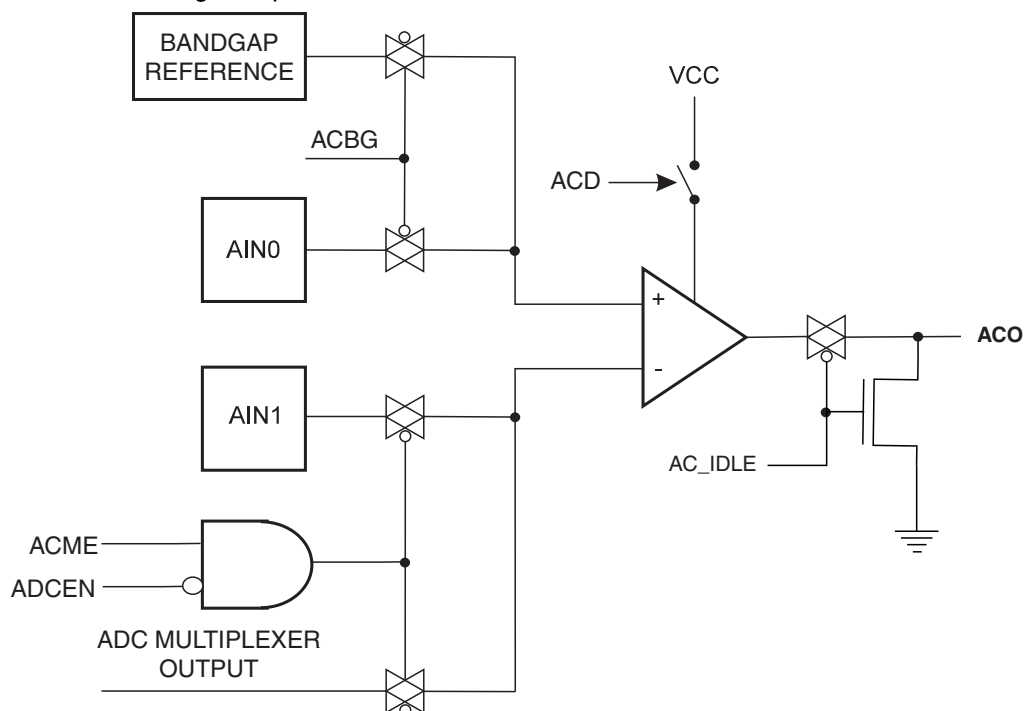 BANDGAP
REFERENCE
VCC
ACBG
ACD
AIN0
+
ACO
-
AIN1
AC_IDLE
ACME
ADCEN
ADC MULTIPLEXER
OUTPUT